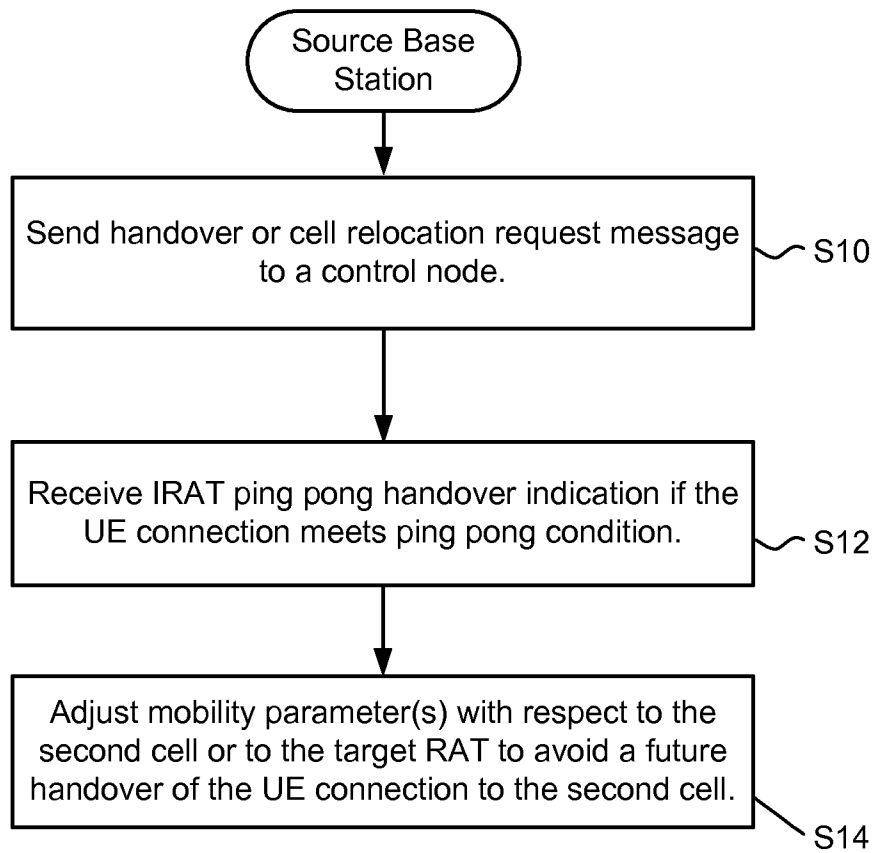 Source Base
Station
Send handover or cell relocation request message
to a control node.
S10
Receive IRAT ping pong handover indication if the
UE connection meets ping pong condition.
S12
Adjust mobility parameter(s) with respect to the
second cell or to the target RAT to avoid a future
handover of the UE connection to the second cell.
S14